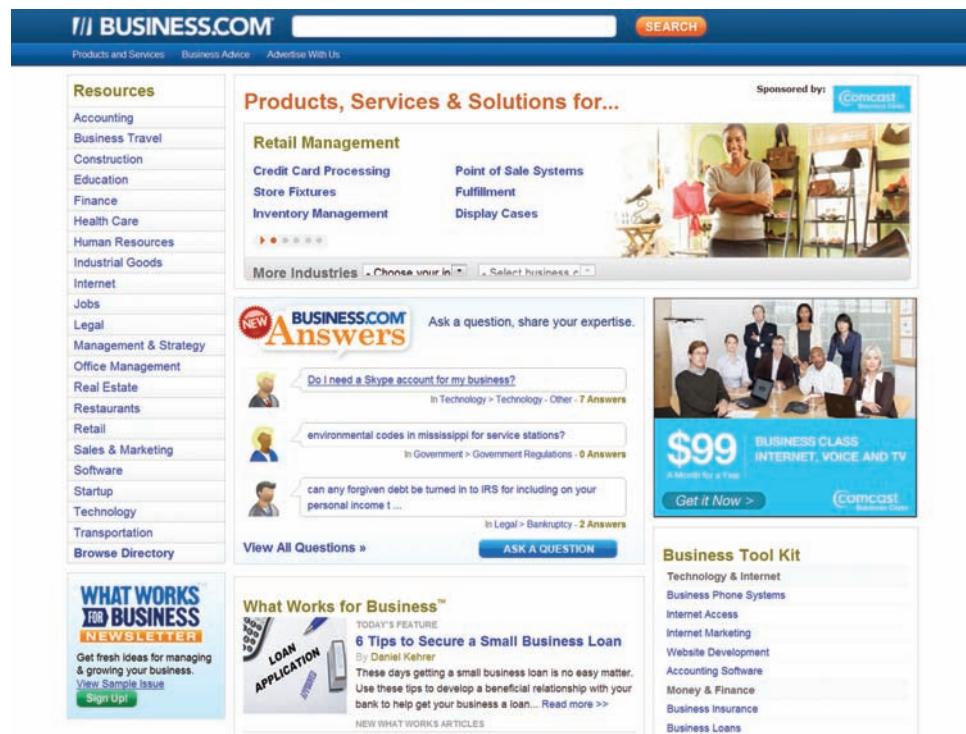 BUSINESS.COM
SEARCH
Products and Services Business Advice Advertise With Us
Resources
Accounting
Business Travel
Construction
Education
Finance
Health Care
Human Resources
Industrial Goods
Internet
Jobs
Legal
Management & Strategy
Office Management
Real Estate
Restaurants
Retail
Sales & Marketing
Software
Startup
Technology
Transportation
Browse Directory
WHAT WORKS
FOR BUSINESS
NEWSLETTER
Get fresh ideas for managing
& growing your business.
View Sample Issue
Sign Up!
Products, Services & Solutions for...
Sponsored by:
Comcast
Business Class
Retail Management
Credit Card Processing
Store Fixtures
Inventory Management
Point of Sale Systems
Fulfillment
Display Cases
More Industries - Choose your in - Select business c
NEW
BUSINESS.COM
Answers
Ask a question, share your expertise.
Do I need a Skype account for my business?
In Technology > Technology - Other - 7 Answers
environmental codes in mississippi for service stations?
In Government > Government Regulations - 0 Answers
can any forgiven debt be turned in to IRS for including on your
personal income t ...
In Legal > Bankruptcy - 2 Answers
View All Questions »
ASK A QUESTION
What Works for Business™
LOAN
APPLICATION
TODAY'S FEATURE
6 Tips to Secure a Small Business Loan
By Daniel Kehrer
These days getting a small business loan is no easy matter.
Use these tips to develop a beneficial relationship with your
bank to help get your business a loan... Read more >>
NEW WHAT WORKS ARTICLES
$99
A Month for a Year
BUSINESS CLASS
INTERNET, VOICE AND TV
Get it Now >
Comcast
Business Class
Business Tool Kit
Technology & Internet
Business Phone Systems
Internet Access
Internet Marketing
Website Development
Accounting Software
Money & Finance
Business Insurance
Business Loans